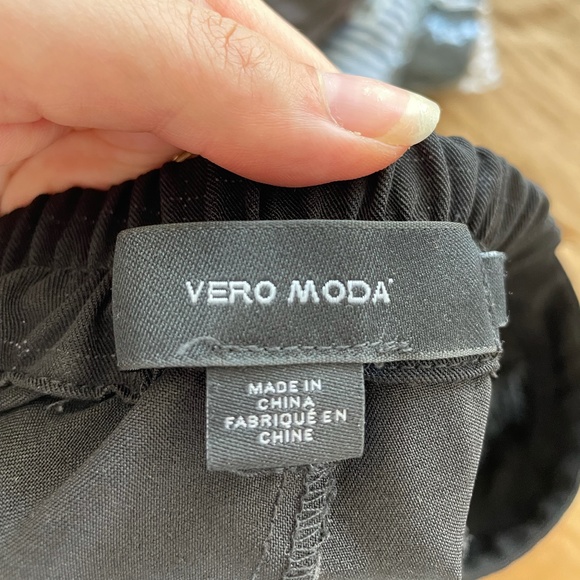 VERO MODA
MADE IN
CHINA
FABRIQUÉ EN
CHINE